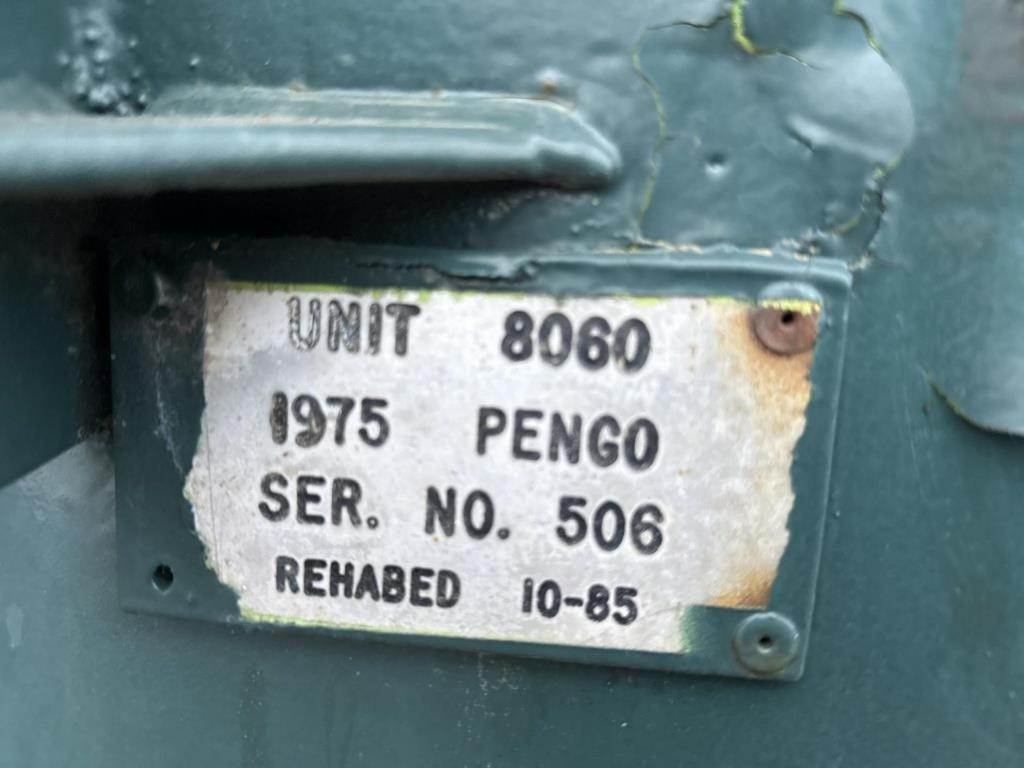 UNIT 8060
1975 PENGO
SER. NO. 506
REHABED 10-85